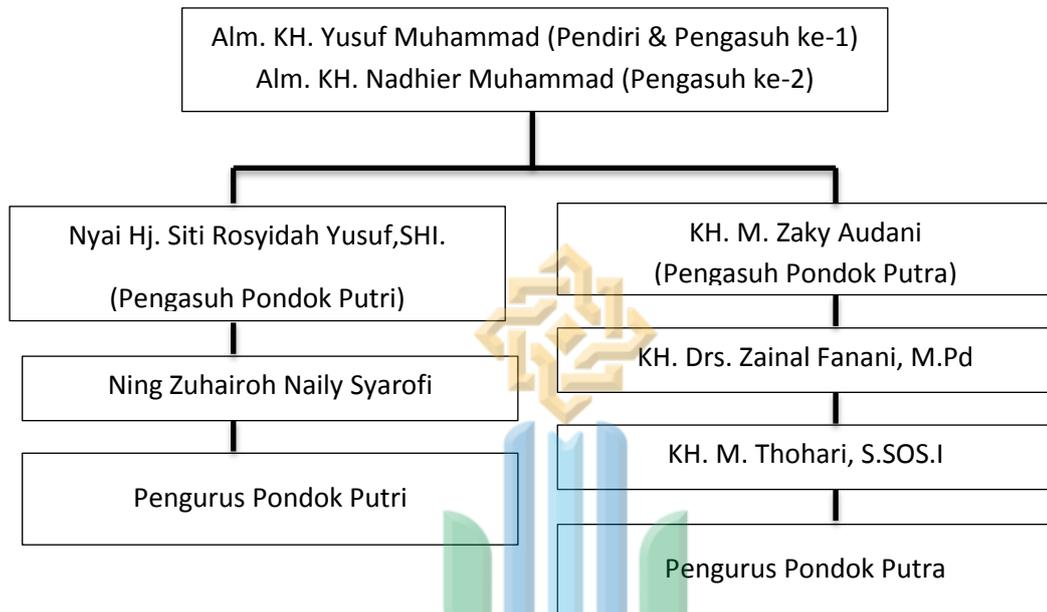 Alm. KH. Yusuf Muhammad (Pendiri & Pengasuh ke-1)
Alm. KH. Nadhier Muhammad (Pengasuh ke-2)
Nyai Hj. Siti Rosyidah Yusuf,SHI.
(Pengasuh Pondok Putri)
Ning Zuhairoh Naily Syarofi
Pengurus Pondok Putri
KH. M. Zaky Audani
(Pengasuh Pondok Putra)
KH. Drs. Zainal Fanani, M.Pd
KH. M. Thohari, S.SOS.I
Pengurus Pondok Putra